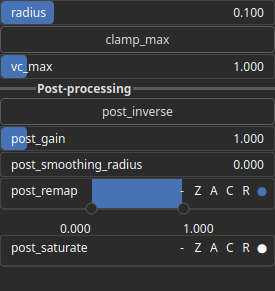 radius 0.100
clamp_max
vc_max 1.000
Post-processing
post_inverse
post_gain 1.000
post_smoothing_radius 0.000
post_remap - Z A C R
0.000 1.000
post_saturate - Z A C R